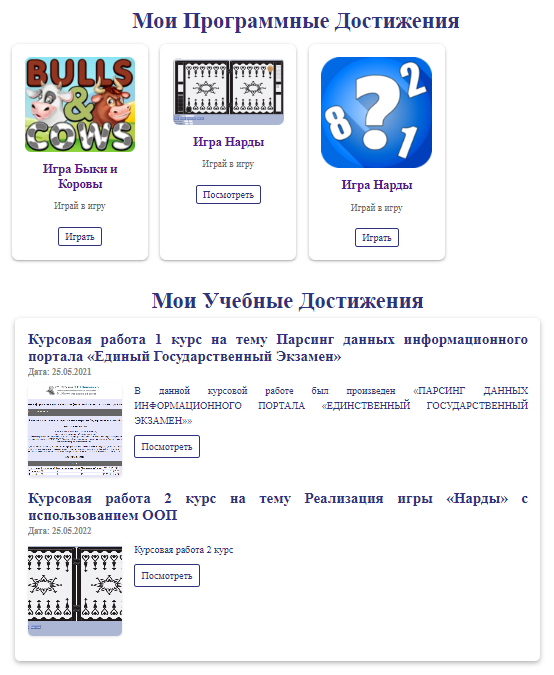 Мои Программные Достижения
BULLS
&
COWS
Игра Быки и
Коровы
Играй в игру
Играть
Игра Нарды
Играй в игру
Посмотреть
8 ? 2
1
Игра Нарды
Играй в игру
Играть
Мои Учебные Достижения
Курсовая работа 1 курс на тему Парсинг данных информационного
портала «Единый Государственный Экзамен»
Дата: 25.05.2021
В данной курсовой работе был произведен «ПАРСИНГ ДАННЫХ
ИНФОРМАЦИОННОГО ПОРТАЛА «ЕДИНСТВЕННЫЙ ГОСУДАРСТВЕННЫЙ
ЭКЗАМЕН»»
Посмотреть
Курсовая работа 2 курс на тему Реализация игры «Нарды» с
использованием ООП
Дата: 25.05.2022
Курсовая работа 2 курс
Посмотреть